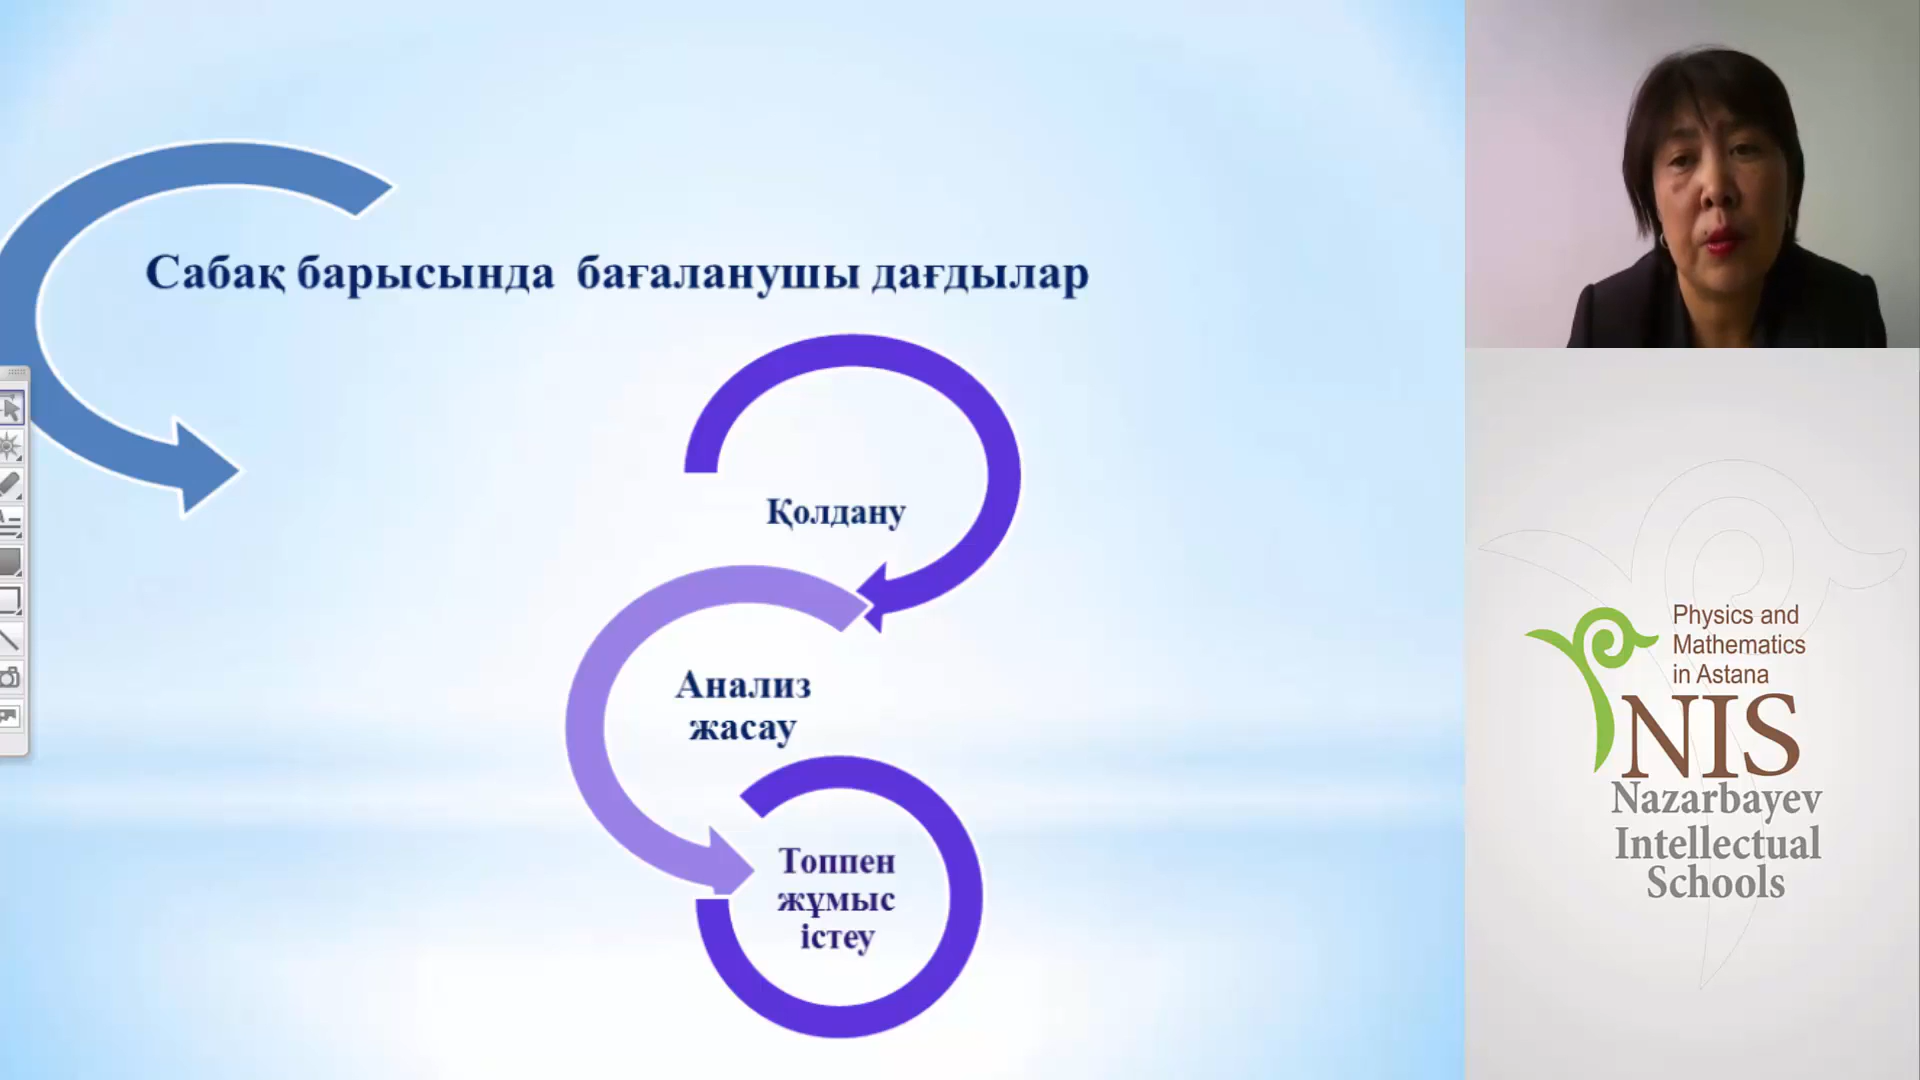 Сабақ барысында бағаланушы дағдылар
Қолдану
Анализ
жасау
Топпен
жұмыс
істеу
Physics and
Mathematics
in Astana
NIS
Nazarbayev
Intellectual
Schools